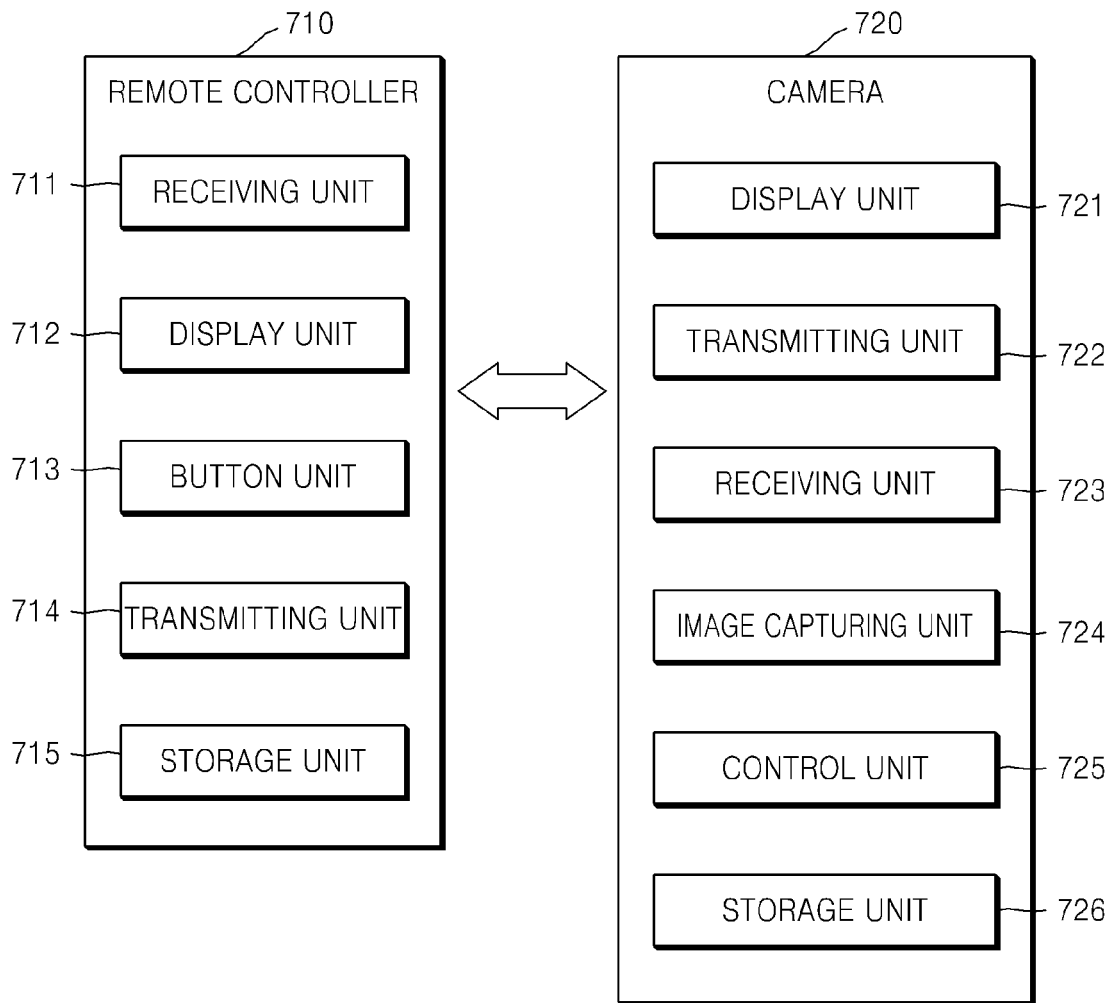 710
REMOTE CONTROLLER
711
RECEIVING UNIT
712
DISPLAY UNIT
713
BUTTON UNIT
714
TRANSMITTING UNIT
715
STORAGE UNIT
720
CAMERA
DISPLAY UNIT
721
TRANSMITTING UNIT
722
RECEIVING UNIT
723
IMAGE CAPTURING UNIT
724
CONTROL UNIT
725
STORAGE UNIT
726